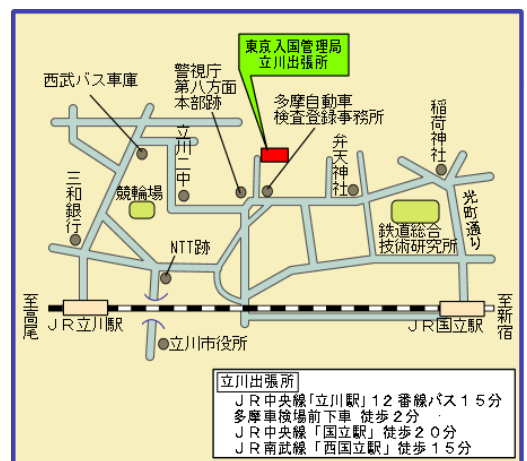 東京入国管理局
立川出張所
警視庁
第八方面
本部跡
西武バス車庫
多摩自動車
検査登録事務所
稲荷神社
立川二中
弁天神社
三和銀行
競輪場
光町通り
鉄道総合
技術研究所
NTT跡
至高尾
JR立川駅
JR国立駅
至新宿
立川市役所
立川出張所
JR中央線「立川駅」12番線バス15分
多摩車検場前下車 徒歩2分
JR中央線「国立駅」徒歩20分
JR南武線「西国立駅」徒歩15分